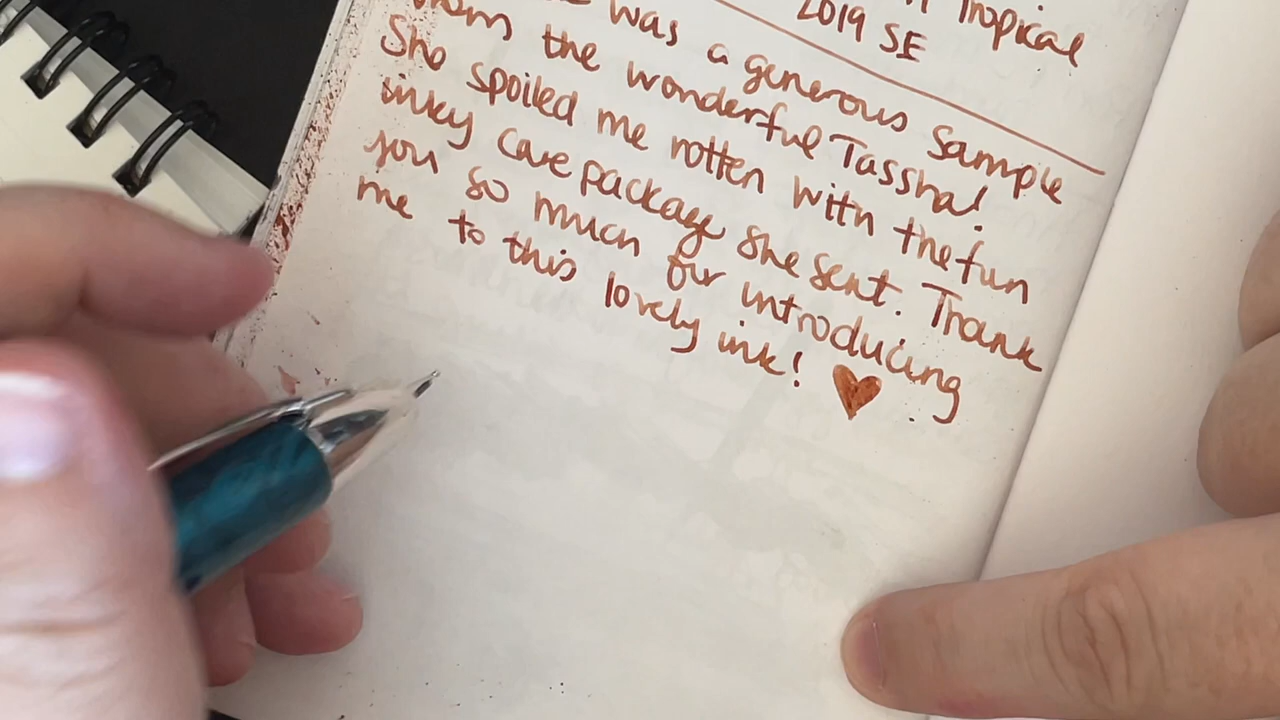 Tropical
2019 SE
was a generous Sample
from the wonderful Tassha!
She spoiled me rotten with the fun
inky care package she sent. Thank
you so much for introducing
me to this lovely ink!